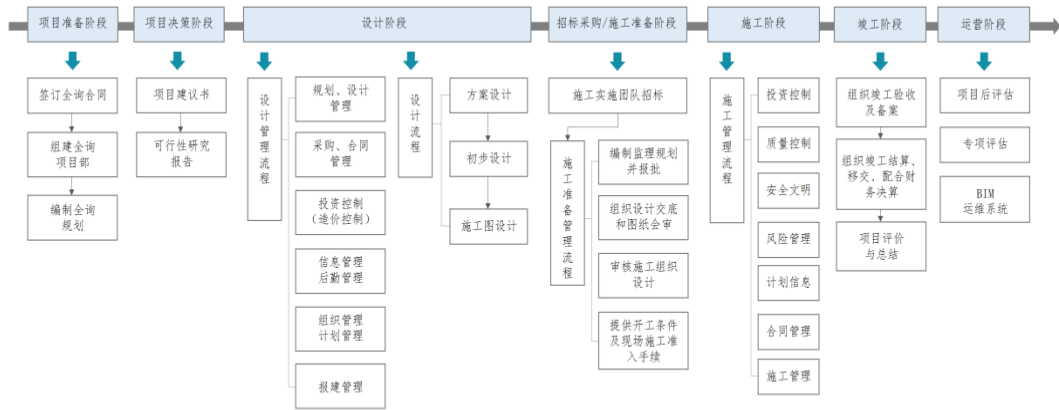 项目准备阶段
项目决策阶段
设计阶段
招标采购/施工准备阶段
施工阶段
竣工阶段
运营阶段
签订全询合同
组建全询
项目部
编制全询
规划
项目建议书
可行性研究
报告
设计管理流程
规划、设计
管理
采购、合同
管理
投资控制
（造价控制）
信息管理
后勤管理
组织管理
计划管理
报建管理
设计流程
方案设计
初步设计
施工图设计
施工实施团队招标
施工准备管理流程
编制监理规划
并报批
组织设计交底
和图纸会审
审核施工组织
设计
提供开工条件
及现场施工准
入手续
施工管理流程
投资控制
质量控制
安全文明
风险管理
计划信息
合同管理
施工管理
组织竣工验收
及备案
组织竣工结算、
移交、配合财
务决算
项目评价
与总结
项目后评估
专项评估
BIM
运维系统